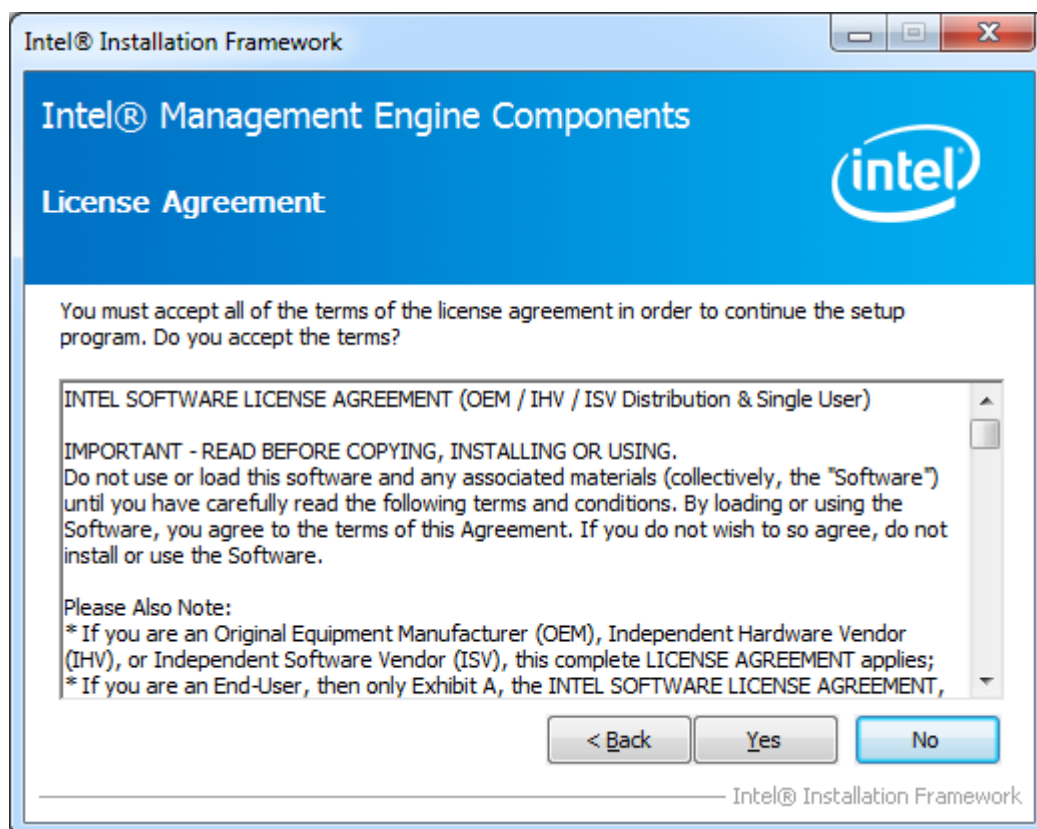 Intel® Installation Framework
Intel® Management Engine Components
intel
License Agreement
You must accept all of the terms of the license agreement in order to continue the setup
program. Do you accept the terms?
INTEL SOFTWARE LICENSE AGREEMENT (OEM / IHV / ISV Distribution & Single User)
IMPORTANT - READ BEFORE COPYING, INSTALLING OR USING.
Do not use or load this software and any associated materials (collectively, the "Software")
until you have carefully read the following terms and conditions. By loading or using the
Software, you agree to the terms of this Agreement. If you do not wish to so agree, do not
install or use the Software.
Please Also Note:
* If you are an Original Equipment Manufacturer (OEM), Independent Hardware Vendor
(IHV), or Independent Software Vendor (ISV), this complete LICENSE AGREEMENT applies;
* If you are an End-User, then only Exhibit A, the INTEL SOFTWARE LICENSE AGREEMENT,
< Back Yes No
Intel® Installation Framework